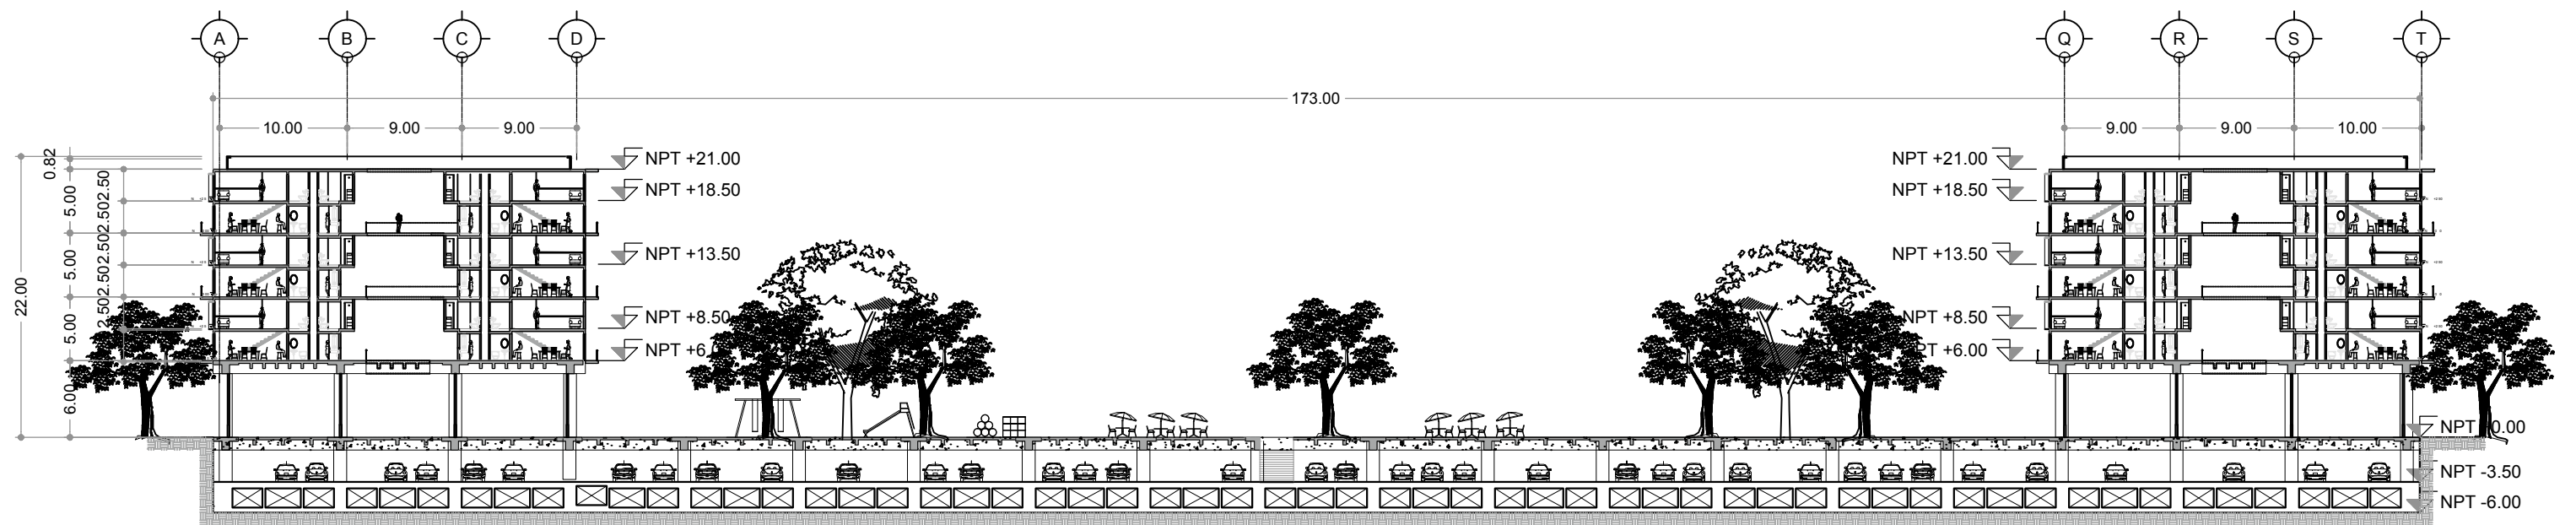 A B C D Q R S T
173.00
10.00 9.00 9.00 9.00 9.00 10.00
0.82
22.00
5.00
5.00
5.00
6.00
2.50
2.50
2.50
2.50
2.50
2.50
NPT +21.00
NPT +18.50
NPT +13.50
NPT +8.50
NPT +6.
NPT +21.00
NPT +18.50
NPT +13.50
NPT +8.50
PT +6.00
NPT 0.00
NPT -3.50
NPT -6.00